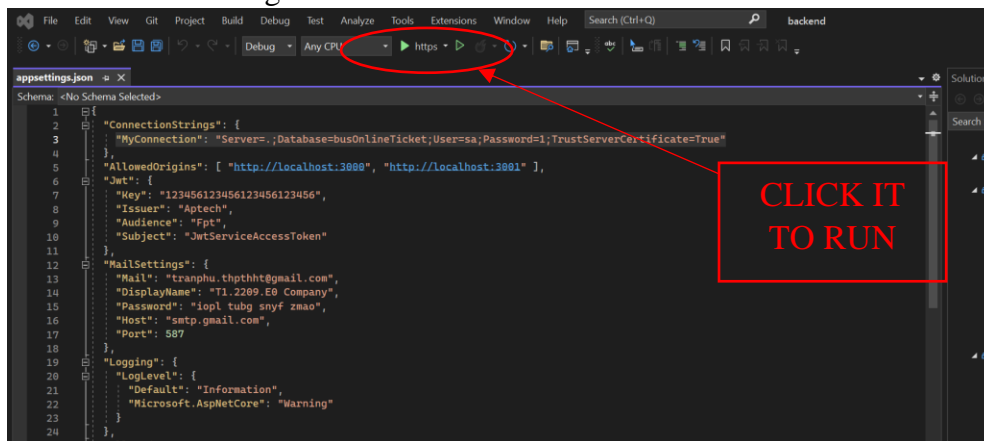 File Edit View Git Project Build Debug Test Analyze Tools Extensions Window Help Search (Ctrl+Q) backend
Debug Any CPU https
appsettings.json
Solution
Schema: <No Schema Selected>
Search
1 {
2 "ConnectionStrings": {
3 "MyConnection": "Server=.;Database=busOnlineTicket;User=sa;Password=1;TrustServerCertificate=True"
4 },
5 "AllowedOrigins": [ "http://localhost:3000", "http://localhost:3001" ],
6 "Jwt": {
7 "Key": "123456123456123456123456",
8 "Issuer": "Aptech",
9 "Audience": "Fpt",
10 "Subject": "JwtServiceAccessToken"
11 },
12 "MailSettings": {
13 "Mail": "tranphu.thpthht@gmail.com",
14 "DisplayName": "T1.2209.E0 Company",
15 "Password": "iopl tubg snyf zmao",
16 "Host": "smtp.gmail.com",
17 "Port": 587
18 },
19 "Logging": {
20 "LogLevel": {
21 "Default": "Information",
22 "Microsoft.AspNetCore": "Warning"
23 }
24 },
CLICK IT
TO RUN